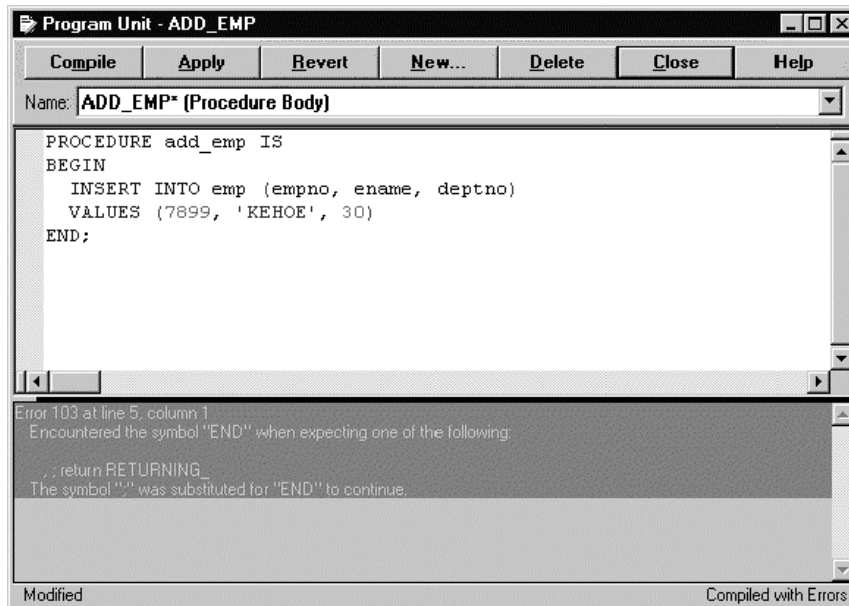 Program Unit - ADD_EMP
Compile Apply Revert New... Delete Close Help
Name: ADD_EMP* (Procedure Body)
PROCEDURE add_emp IS
BEGIN
INSERT INTO emp (empno, ename, deptno)
VALUES (7899, 'KEHOE', 30)
END;
Error 103 at line 5, column 1
Encountered the symbol "END" when expecting one of the following:
, ; return RETURNING_
The symbol ";" was substituted for "END" to continue.
Modified Compiled with Errors